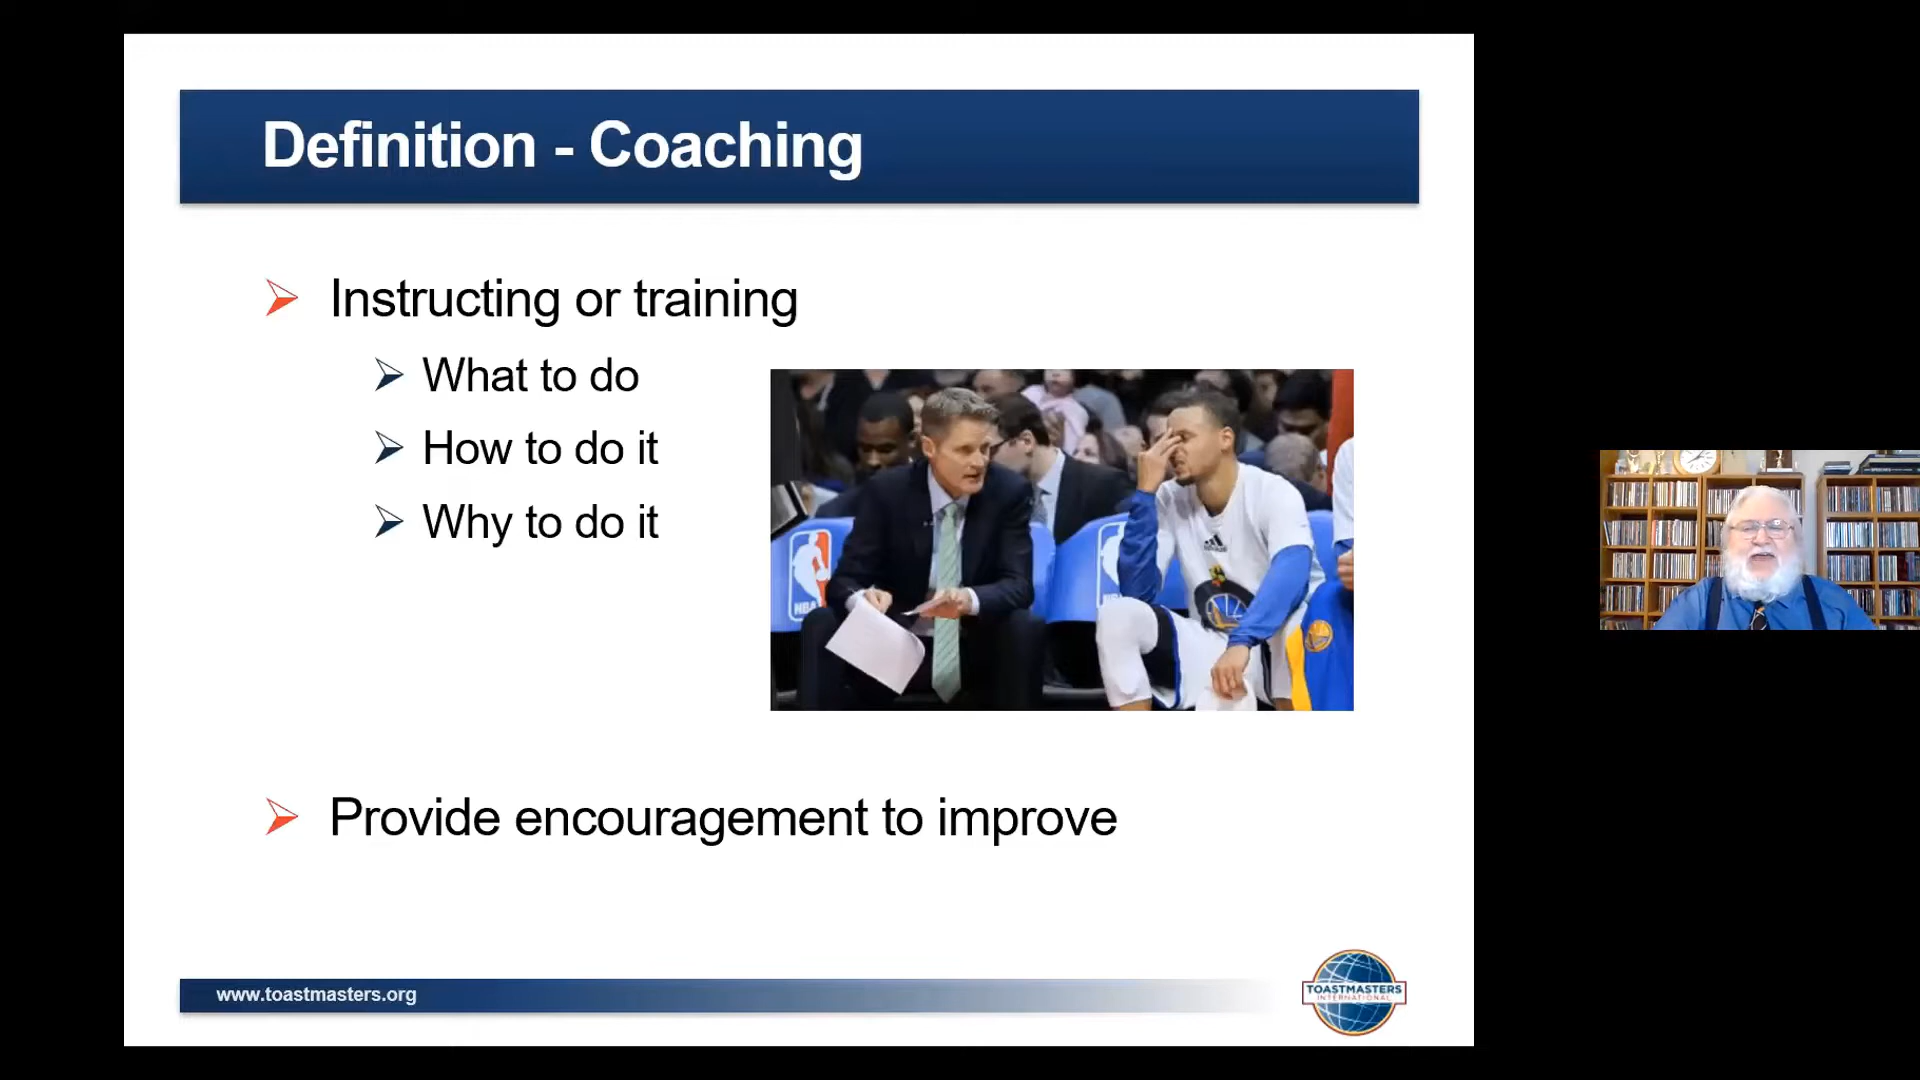 Definition - Coaching
Instructing or training
What to do
How to do it
Why to do it
NBA
Provide encouragement to improve
www.toastmasters.org
TOASTMASTERS
INTERNATIONAL